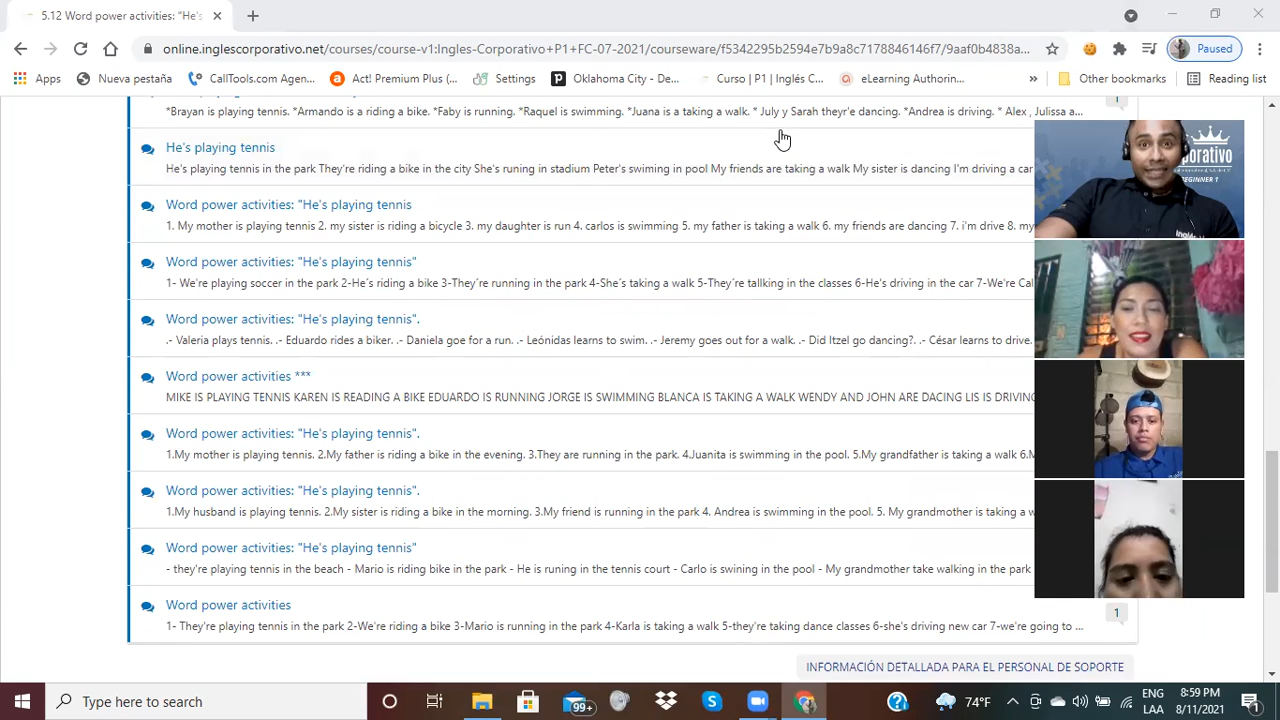 5.12 Word power activities: "He's
online.inglescorporativo.net/courses/course-v1:Ingles-Corporativo+P1+FC-07-2021/courseware/f5342295b2594e7b9a8c7178846146f7/9aaf0b4838a...
Paused
Apps
Nueva pestaña
CallTools.com Agen...
Act! Premium Plus (...
Settings
Oklahoma City - De...
Curso | P1 | Inglés C...
eLearning Authorin...
»
Other bookmarks
Reading list
1
*Brayan is playing tennis. *Armando is a riding a bike. *Faby is running. *Raquel is swimming. *Juana is a taking a walk. * July y Sarah theyr'e dancing. *Andrea is driving. * Alex , Julissa a...
He's playing tennis
He's playing tennis in the park They're riding a bike in the city She's runing in stadium Peter's swiming in pool My friends are taking a walk My sister is dancing I'm driving a car
Word power activities: "He's playing tennis
1. My mother is playing tennis 2. my sister is riding a bicycle 3. my daughter is run 4. carlos is swimming 5. my father is taking a walk 6. my friends are dancing 7. i'm drive 8. my
Word power activities: "He's playing tennis"
1- We're playing soccer in the park 2-He's riding a bike 3-They´re running in the park 4-She´s taking a walk 5-They´re tallking in the classes 6-He's driving in the car 7-We're Cal
Word power activities: "He's playing tennis".
.- Valeria plays tennis. .- Eduardo rides a biker. .- Daniela goe for a run. .- Leónidas learns to swim. .- Jeremy goes out for a walk. .- Did Itzel go dancing?. .- César learns to drive.
Word power activities ***
MIKE IS PLAYING TENNIS KAREN IS READING A BIKE EDUARDO IS RUNNING JORGE IS SWIMMING BLANCA IS TAKING A WALK WENDY AND JOHN ARE DACING LIS IS DRIVING
Word power activities: "He's playing tennis".
1.My mother is playing tennis. 2.My father is riding a bike in the evening. 3.They are running in the park. 4.Juanita is swimming in the pool. 5.My grandfather is taking a walk 6.M
Word power activities: "He's playing tennis".
1.My husband is playing tennis. 2.My sister is riding a bike in the morning. 3.My friend is running in the park 4. Andrea is swimming in the pool. 5. My grandmother is taking a w
Word power activities: "He's playing tennis"
- they're playing tennis in the beach - Mario is riding bike in the park - He is runing in the tennis court - Carlo is swining in the pool - My grandmother take walking in the park
Word power activities
1
1- They're playing tennis in the park 2-We're riding a bike 3-Mario is running in the park 4-Karla is taking a walk 5-they're taking dance classes 6-she's driving new car 7-we're going to ...
INFORMACIÓN DETALLADA PARA EL PERSONAL DE SOPORTE
porativo
BEGINNER 1
Type here to search
99+
74°F
ENG
LAA
8:59 PM
8/11/2021
1